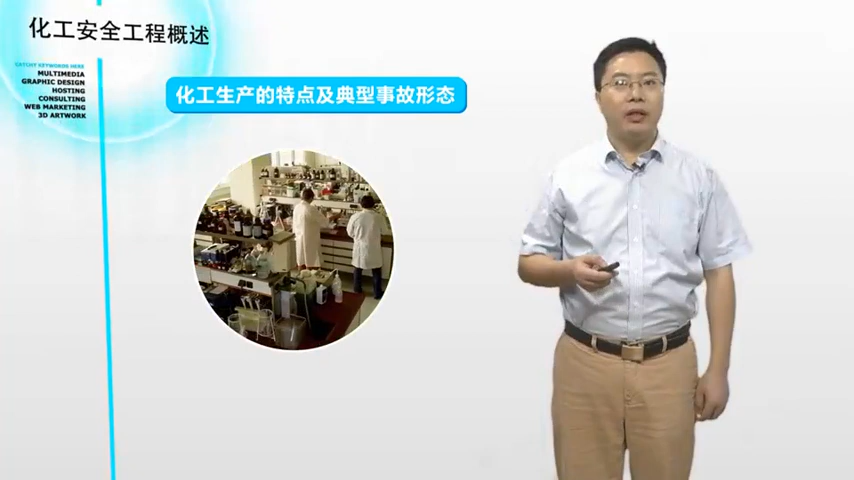 化工安全工程概述
CATCHY KEYWORDS HERE
MULTIMEDIA
GRAPHIC DESIGN
HOSTING
CONSULTING
WEB MARKETING
3D ARTWORK
化工生产的特点及典型事故形态